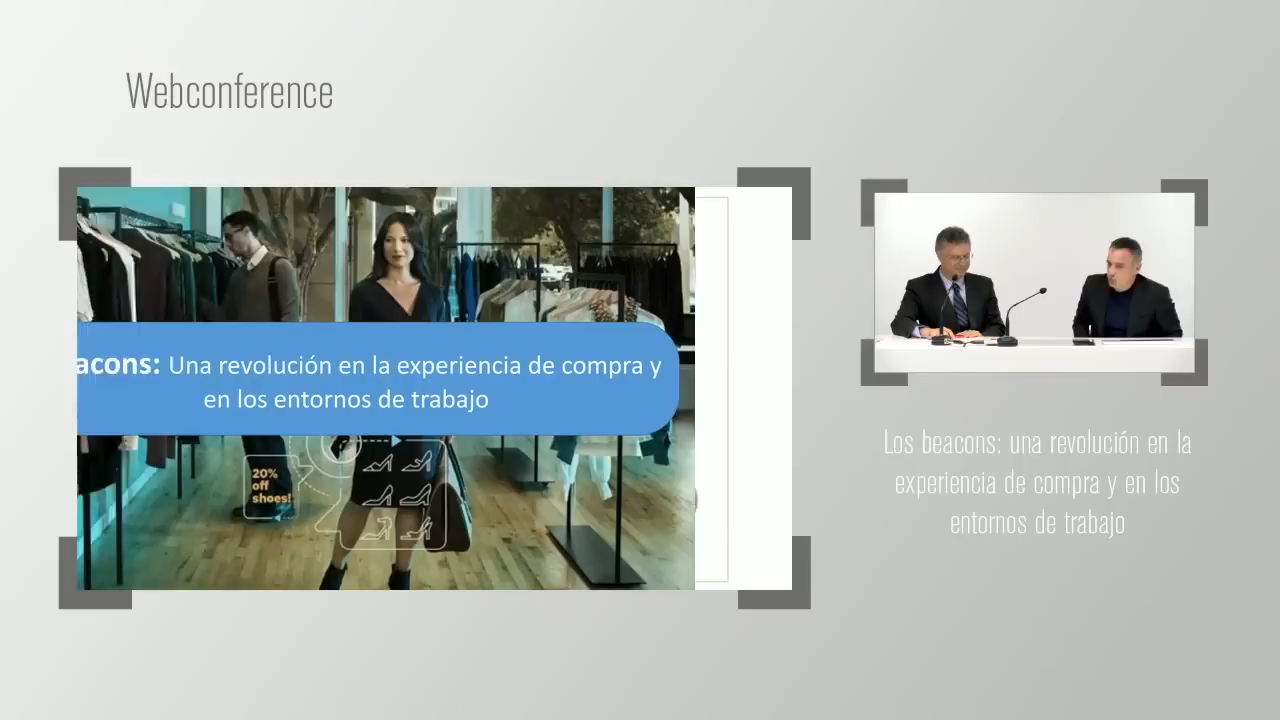 Webconference
acons: Una revolución en la experiencia de compra y
en los entornos de trabajo
20%
off
shoes!
Los beacons: una revolución en la
experiencia de compra y en los
entornos de trabajo